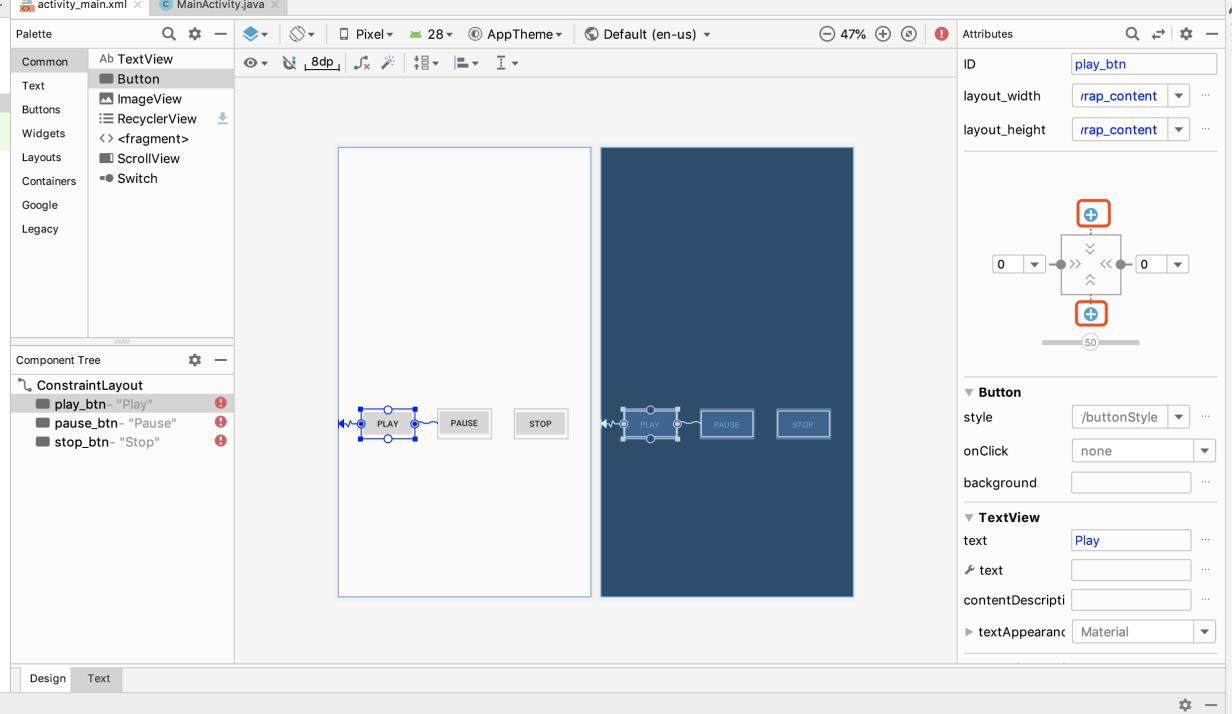 activity_main.xml MainActivity.java
Palette
Pixel 28 AppTheme Default (en-us) 47%
Attributes
8dp
Common
Text
Buttons
Widgets
Layouts
Containers
Google
Legacy
Ab TextView
Button
ImageView
RecyclerView
<fragment>
ScrollView
Switch
Component Tree
ConstraintLayout
play_btn- "Play"
pause_btn- "Pause"
stop_btn- "Stop"
PLAY PAUSE STOP
PLAY PAUSE STOP
ID play_btn
layout_width rap_content
layout_height rap_content
0 0
50
Button
style :/buttonStyle
onClick none
background
TextView
text Play
text
contentDescripti
textAppearanc Material
Design Text